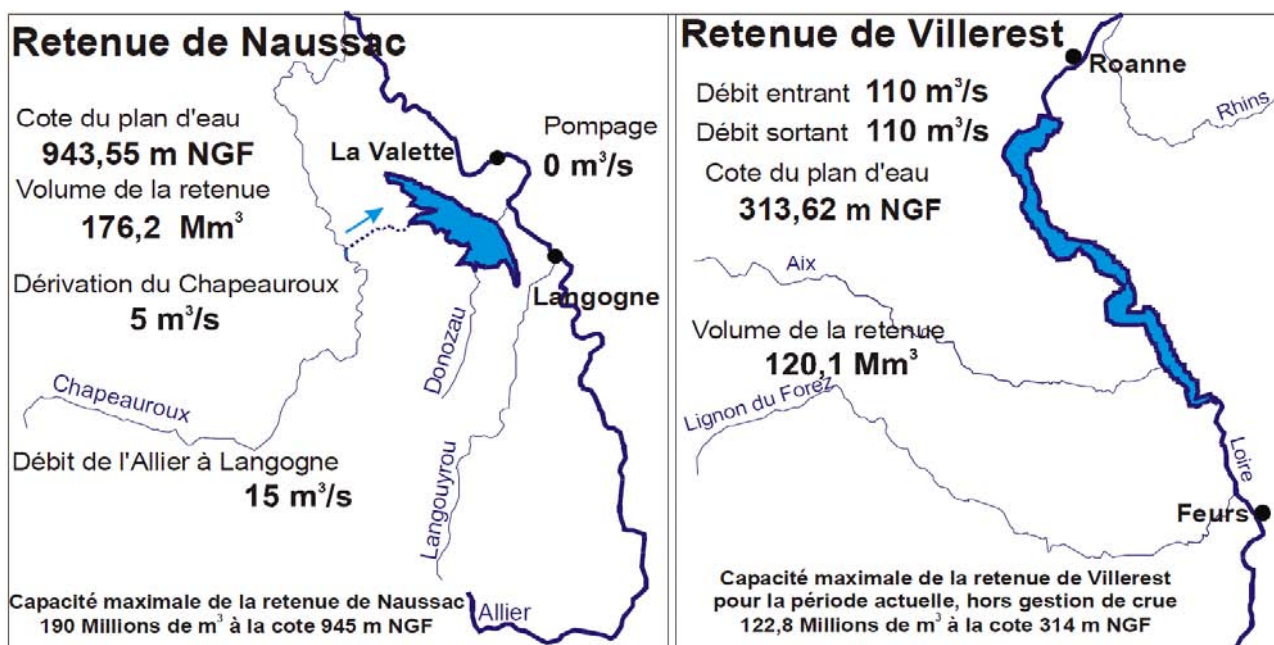 Retenue de Naussac
Cote du plan d'eau
943,55 m NGF
Volume de la retenue
176,2 Mm³
Dérivation du Chapeauroux
5 m³/s
La Valette
Pompage
0 m³/s
Langogne
Donozau
Chapeauroux
Langouyrou
Débit de l'Allier à Langogne
15 m³/s
Allier
Capacité maximale de la retenue de Naussac
190 Millions de m³ à la cote 945 m NGF
Retenue de Villerest
Roanne
Débit entrant 110 m³/s
Débit sortant 110 m³/s
Rhins
Cote du plan d'eau
313,62 m NGF
Aix
Volume de la retenue
120,1 Mm³
Lignon du Forez
Loire
Feurs
Capacité maximale de la retenue de Villerest
pour la période actuelle, hors gestion de crue
122,8 Millions de m³ à la cote 314 m NGF